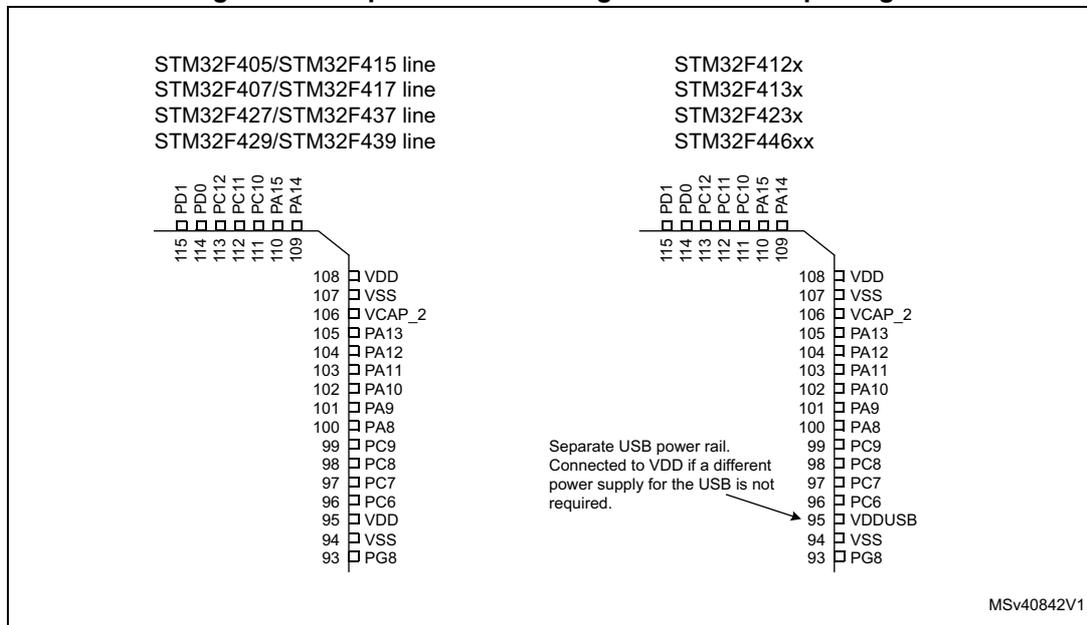 STM32F405/STM32F415 line
STM32F407/STM32F417 line
STM32F427/STM32F437 line
STM32F429/STM32F439 line
PD1
PD0
PC12
PC11
PC10
PA15
PA14
115
114
113
112
111
110
109
108 VDD
107 VSS
106 VCAP_2
105 PA13
104 PA12
103 PA11
102 PA10
101 PA9
100 PA8
99 PC9
98 PC8
97 PC7
96 PC6
95 VDD
94 VSS
93 PG8
STM32F412x
STM32F413x
STM32F423x
STM32F446xx
PD1
PD0
PC12
PC11
PC10
PA15
PA14
115
114
113
112
111
110
109
108 VDD
107 VSS
106 VCAP_2
105 PA13
104 PA12
103 PA11
102 PA10
101 PA9
100 PA8
99 PC9
98 PC8
97 PC7
96 PC6
95 VDDUSB
94 VSS
93 PG8
Separate USB power rail.
Connected to VDD if a different
power supply for the USB is not
required.
MSv40842V1